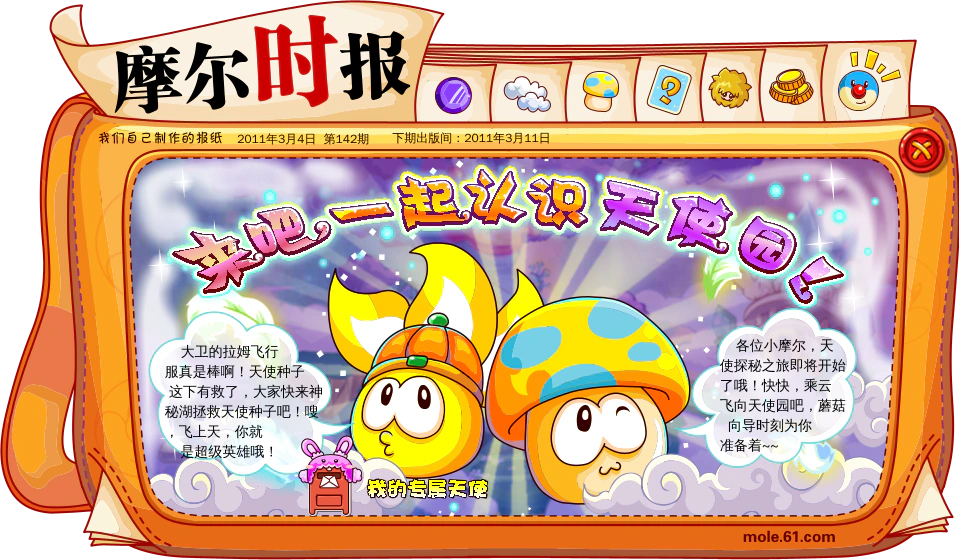 摩尔时报
我们自己制作的报纸 2011年3月4日 第142期 下期出版间：2011年3月11日
来吧，一起认识天使园！
大卫的拉姆飞行
服真是棒啊！天使种子
这下有救了，大家快来神
秘湖拯救天使种子吧！嗖
，飞上天，你就
是超级英雄哦！
各位小摩尔，天
使探秘之旅即将开始
了哦！快快，乘云
飞向天使园吧，蘑菇
向导时刻为你
准备着~~
我的专属天使
mole.61.com